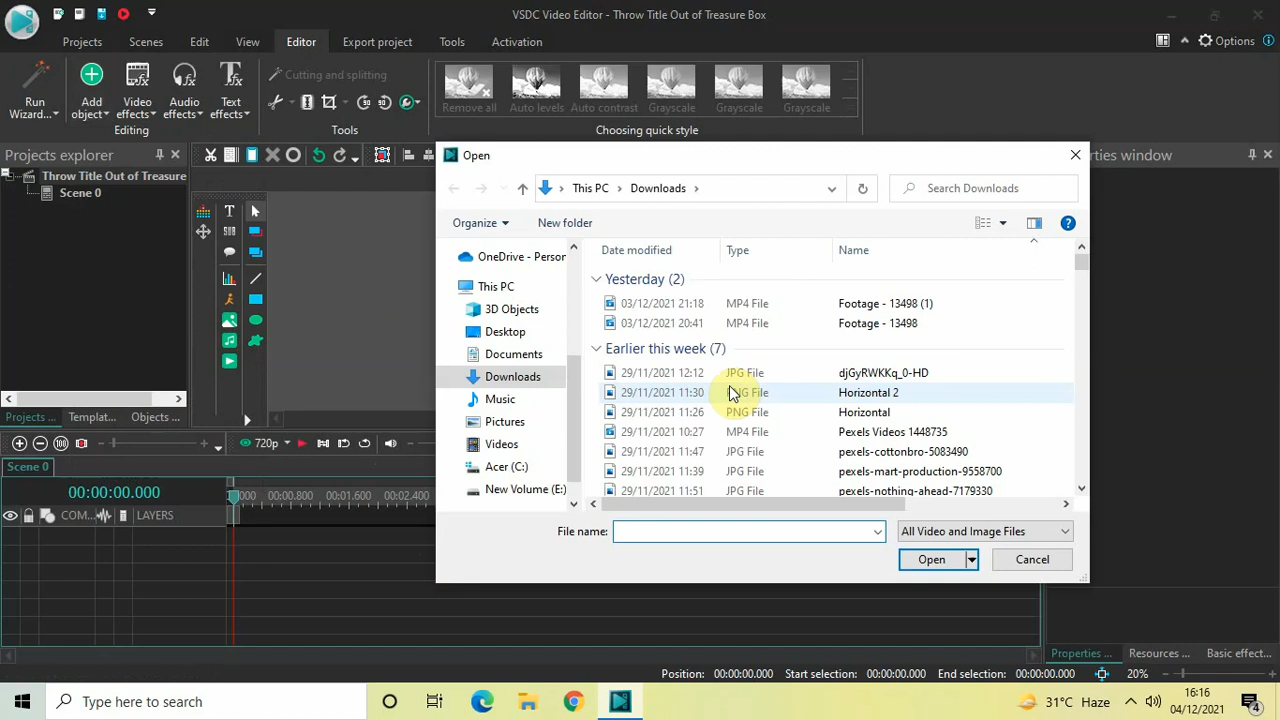 VSDC Video Editor - Throw Title Out of Treasure Box
Projects
Scenes
Edit
View
Editor
Export project
Tools
Activation
Options
Run
Wizard...
Add
object
Video
effects
Audio
effects
Text
effects
Editing
Cutting and splitting
Tools
Remove all
Auto levels
Auto contrast
Grayscale
Grayscale
Grayscale
Choosing quick style
Projects explorer
Throw Title Out of Treasure
Scene 0
Projects ...
Templat...
Objects ...
Open
This PC
Downloads
Search Downloads
Organize
New folder
OneDrive - Person
This PC
3D Objects
Desktop
Documents
Downloads
Music
Pictures
Videos
Acer (C:)
New Volume (E:)
Date modified Type Name
Yesterday (2)
03/12/2021 21:18 MP4 File Footage - 13498 (1)
03/12/2021 20:41 MP4 File Footage - 13498
Earlier this week (7)
29/11/2021 12:12 JPG File djGyRWKKq_0-HD
29/11/2021 11:30 PNG File Horizontal 2
29/11/2021 11:26 PNG File Horizontal
29/11/2021 10:27 MP4 File Pexels Videos 1448735
29/11/2021 11:47 JPG File pexels-cottonbro-5083490
29/11/2021 11:39 JPG File pexels-mart-production-9558700
29/11/2021 11:51 JPG File pexels-nothing-ahead-7179330
File name:
All Video and Image Files
Open
Cancel
erties window
720p
Scene 0
00:00:00.000
000 00:00.800 00:01.600 00:02.400
COM...
LAYERS
Properties ...
Resources ...
Basic effect...
Position: 00:00:00.000 Start selection: 00:00:00.000 End selection: 00:00:00.000 20%
Type here to search
31°C Haze
16:16
04/12/2021
4